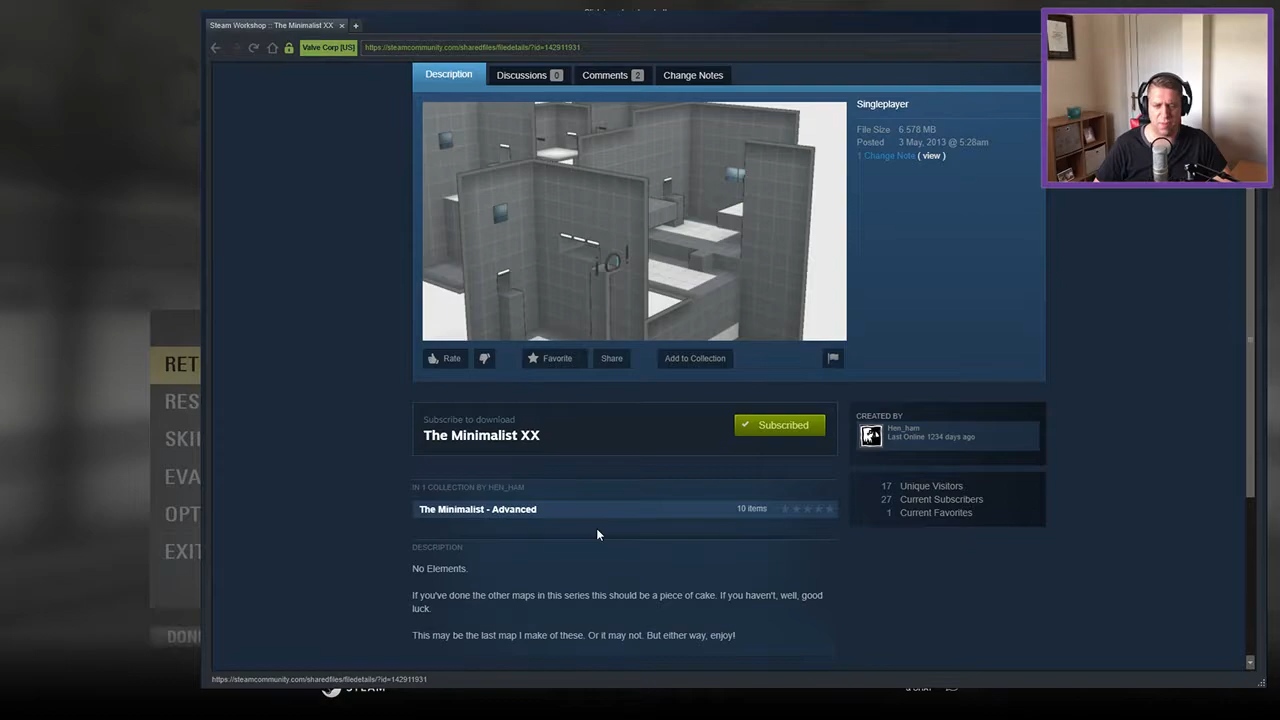 Steam Workshop :: The Minimalist XX
Valve Corp [US]
https://steamcommunity.com/sharedfiles/filedetails/?id=142911931
Description
Discussions 0
Comments 2
Change Notes
Singleplayer
File Size 6.578 MB
Posted 3 May, 2013 @ 5:28am
1 Change Note ( view )
Rate
Favorite
Share
Add to Collection
Subscribe to download
The Minimalist XX
Subscribed
CREATED BY
Hen_ham
Last Online 1234 days ago
IN 1 COLLECTION BY HEN_HAM
The Minimalist - Advanced
10 items
17 Unique Visitors
27 Current Subscribers
1 Current Favorites
DESCRIPTION
No Elements.
If you've done the other maps in this series this should be a piece of cake. If you haven't, well, good
luck.
This may be the last map I make of these. Or it may not. But either way, enjoy!
RET
RES
SKI
EVA
OPT
EXI
DON
https://steamcommunity.com/sharedfiles/filedetails/?id=142911931
STEAM